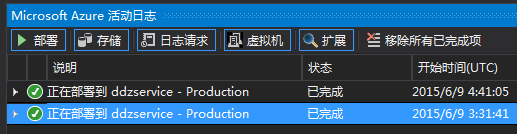 Microsoft Azure 活动日志
部署 存储 日志请求 虚拟机 扩展 移除所有已完成项
说明 状态 开始时间(UTC)
正在部署到 ddzservice - Production 已完成 2015/6/9 4:41:05
正在部署到 ddzservice - Production 已完成 2015/6/9 3:31:41